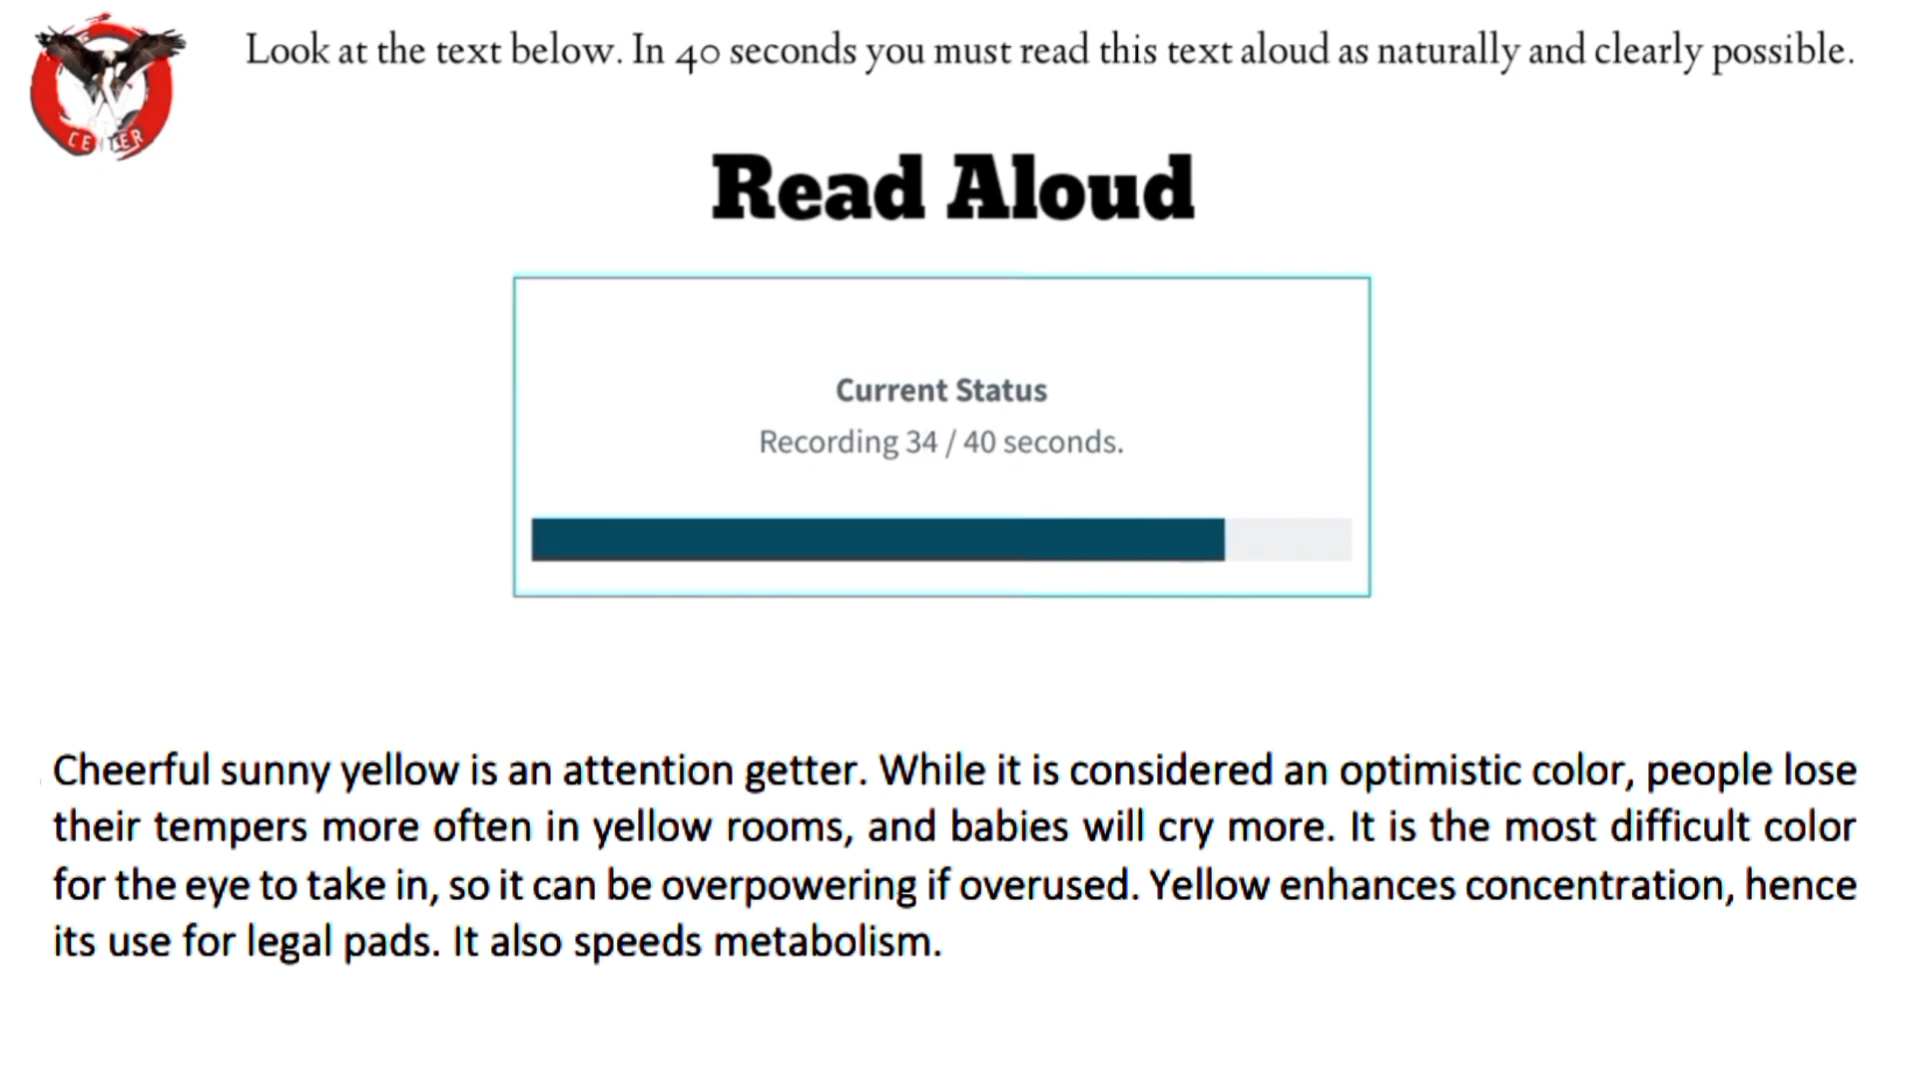 Look at the text below. In 40 seconds you must read this text aloud as naturally and clearly possible.
CENTER
Read Aloud
Current Status
Recording 34 / 40 seconds.
Cheerful sunny yellow is an attention getter. While it is considered an optimistic color, people lose
their tempers more often in yellow rooms, and babies will cry more. It is the most difficult color
for the eye to take in, so it can be overpowering if overused. Yellow enhances concentration, hence
its use for legal pads. It also speeds metabolism.